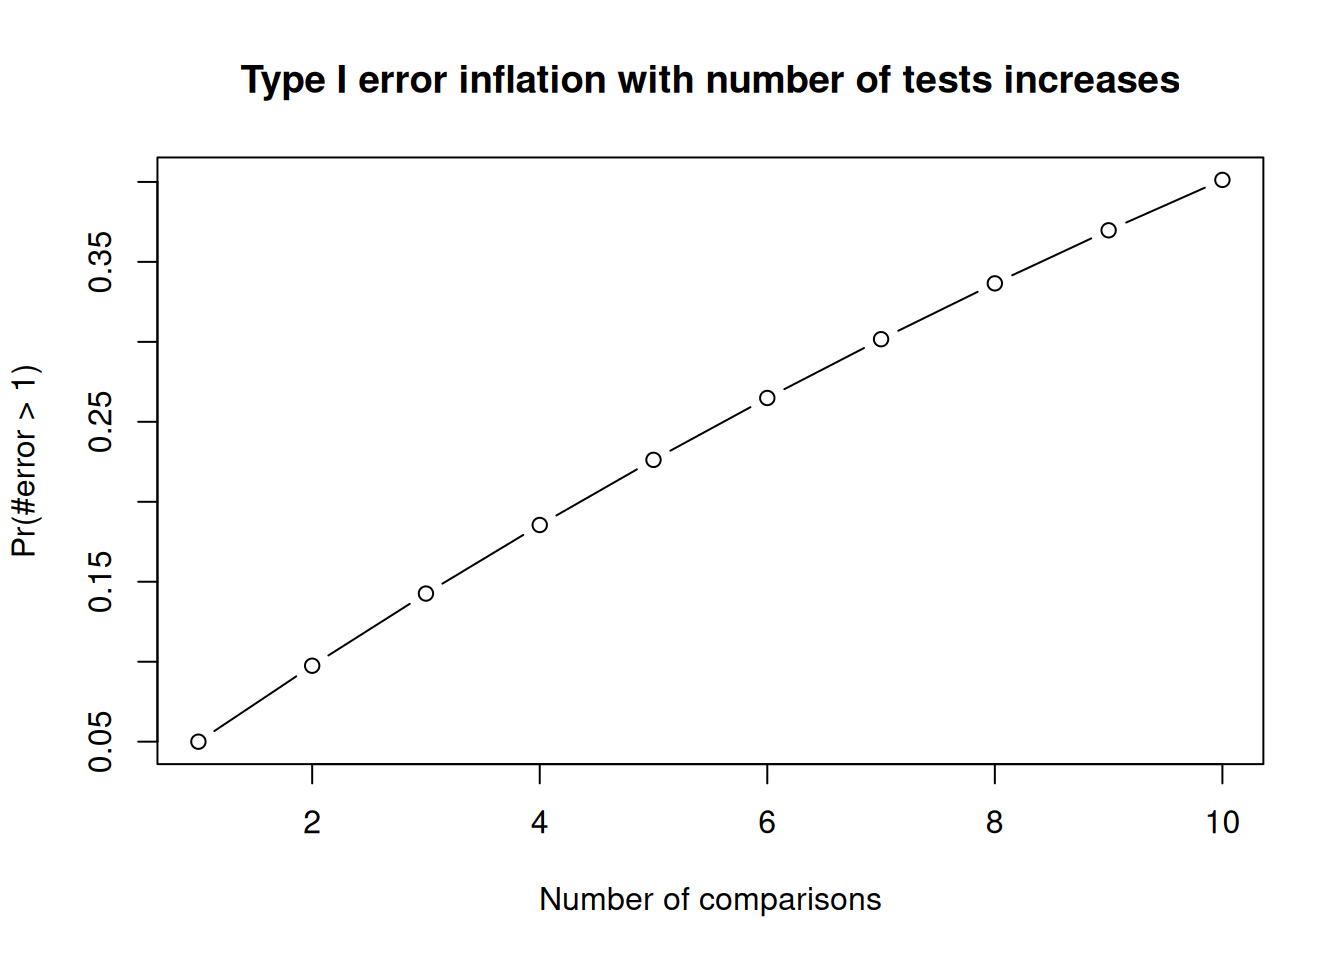 Type I error inflation with number of tests increases
Pr(#error > 1)
0.35
0.25
0.15
0.05
2 4 6 8 10
Number of comparisons